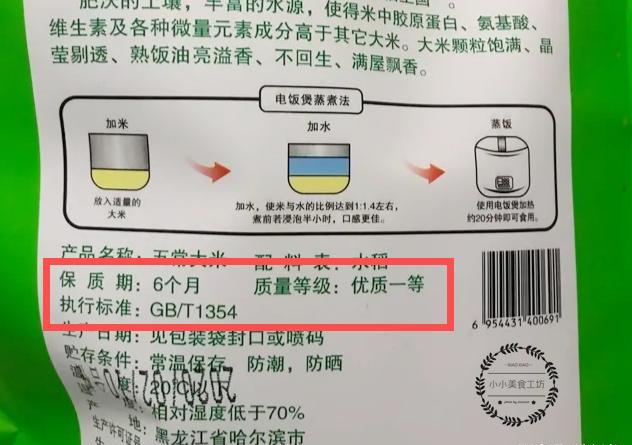 肥沃的土壤，丰富的水源，使得米中胶原蛋白、氨基酸、
维生素及各种微量元素成分高于其它大米。大米颗粒饱满、晶
莹剔透、熟饭油亮溢香、不回生、满屋飘香。
电饭煲蒸煮法
加米
加水
蒸饭
放入适量的
大米
加水，使米与水的比例达到1:1.4左右，
煮前若浸泡半小时，口感更佳。
使用电饭煲加热
约20分钟即可食用。
产品名称：五常大米 配料表：水稻
保质期：6个月 质量等级：优质一等
执行标准：GB/T1354
生产日期：见包装袋封口或喷码
贮存条件：常温保存，防潮，防晒
相对湿度低于70%
产地：黑龙江省哈尔滨市
生产许可证
6 954431 400691
XIAO XIAO
小小美食工坊